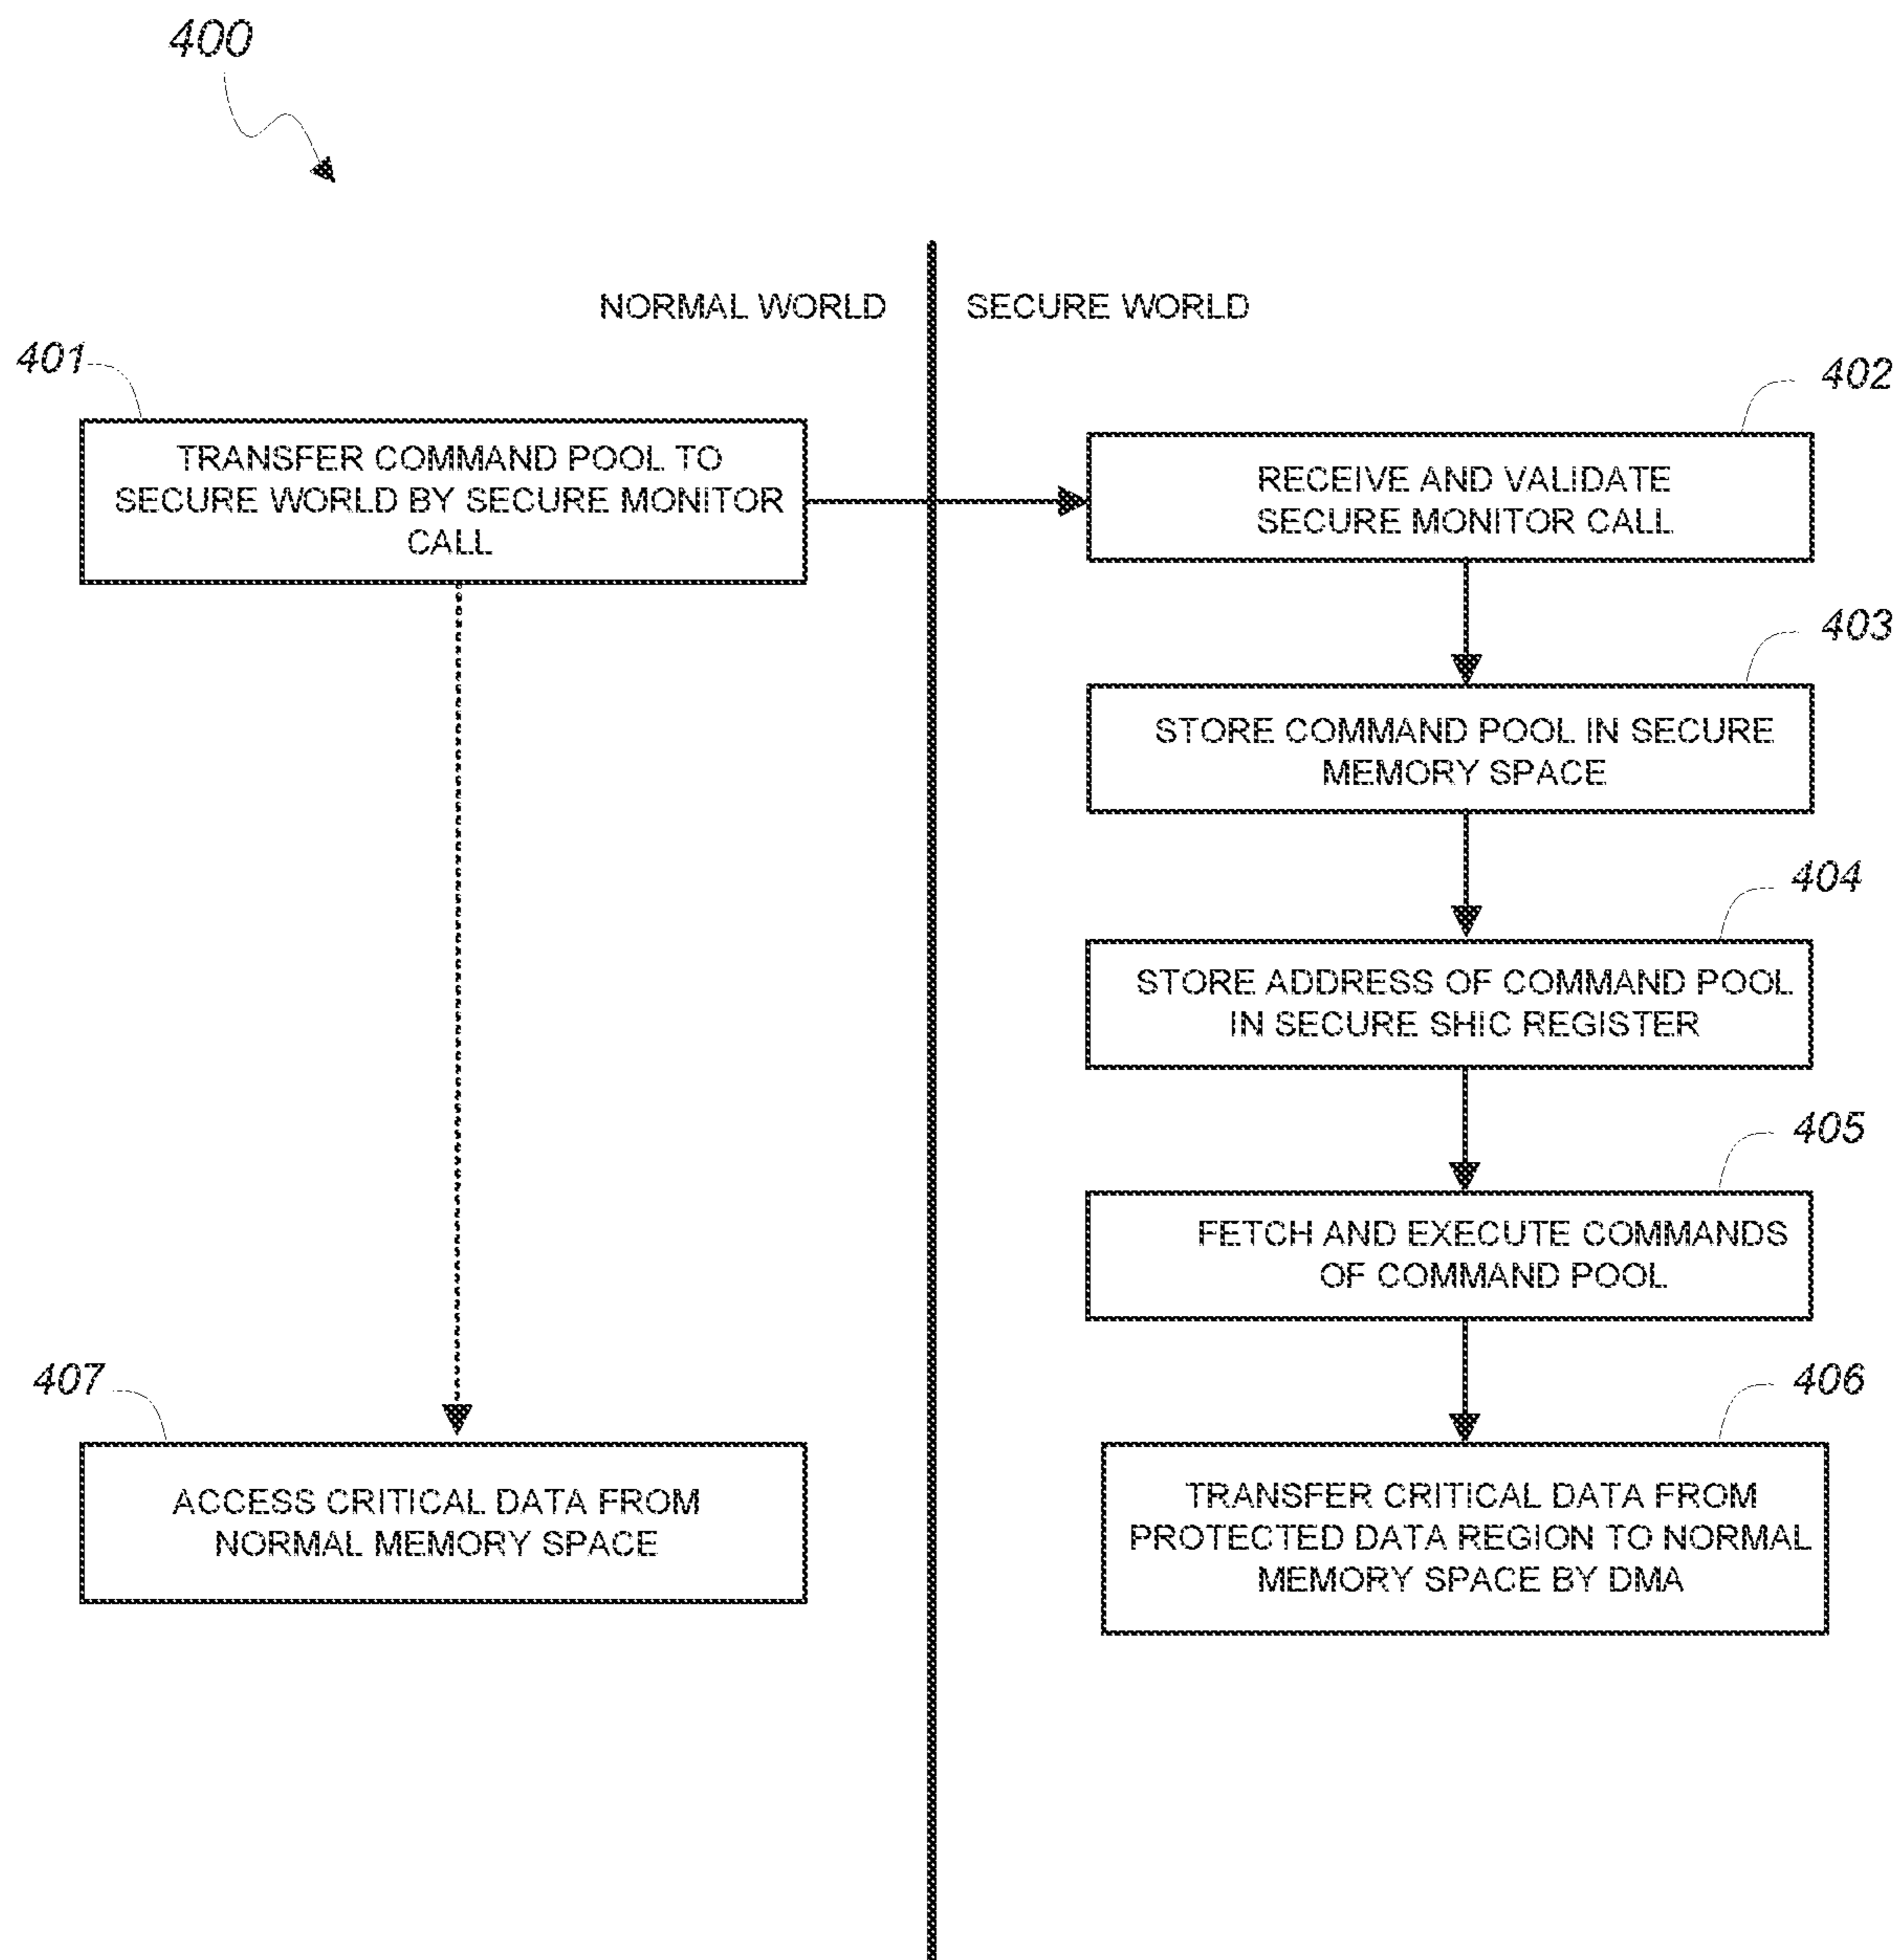 400
NORMAL WORLD
SECURE WORLD
401
TRANSFER COMMAND POOL TO
SECURE WORLD BY SECURE MONITOR
CALL
402
RECEIVE AND VALIDATE
SECURE MONITOR CALL
403
STORE COMMAND POOL IN SECURE
MEMORY SPACE
404
STORE ADDRESS OF COMMAND POOL
IN SECURE SHIC REGISTER
405
FETCH AND EXECUTE COMMANDS
OF COMMAND POOL
407
ACCESS CRITICAL DATA FROM
NORMAL MEMORY SPACE
406
TRANSFER CRITICAL DATA FROM
PROTECTED DATA REGION TO NORMAL
MEMORY SPACE BY DMA